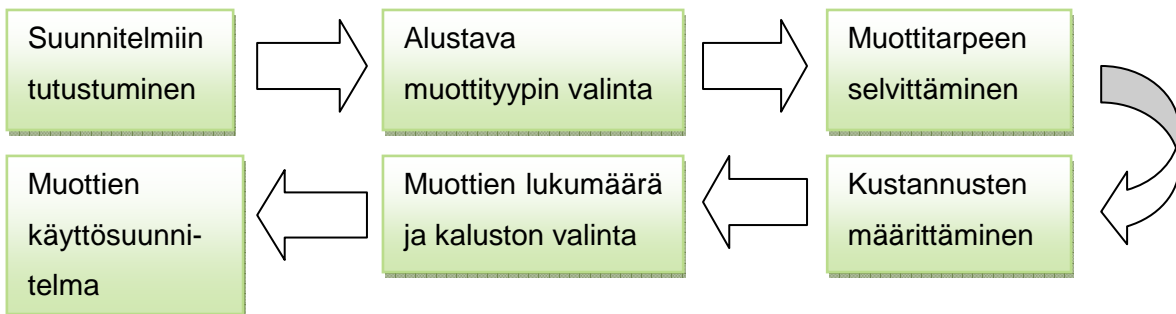 Suunnitelmiin
tutustuminen
Alustava
muottityypin valinta
Muottitarpeen
selvittäminen
Kustannusten
määrittäminen
Muottien lukumäärä
ja kaluston valinta
Muottien
käyttösuunni-
telma